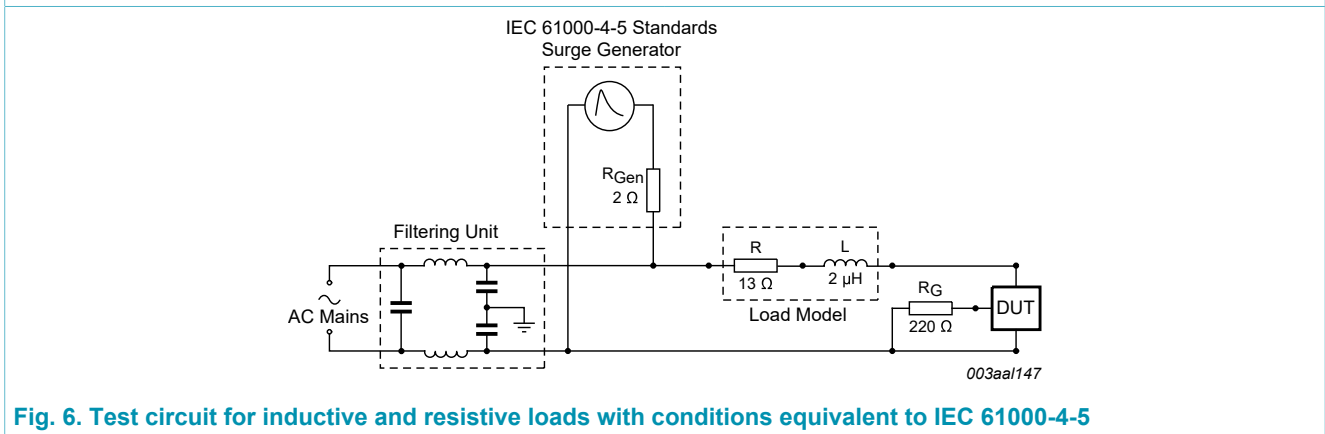 IEC 61000-4-5 Standards
Surge Generator
RGen
2 Ω
Filtering Unit
R
L
13 Ω
2 μH
RG
AC Mains
Load Model
220 Ω
DUT
003aal147
Fig. 6. Test circuit for inductive and resistive loads with conditions equivalent to IEC 61000-4-5